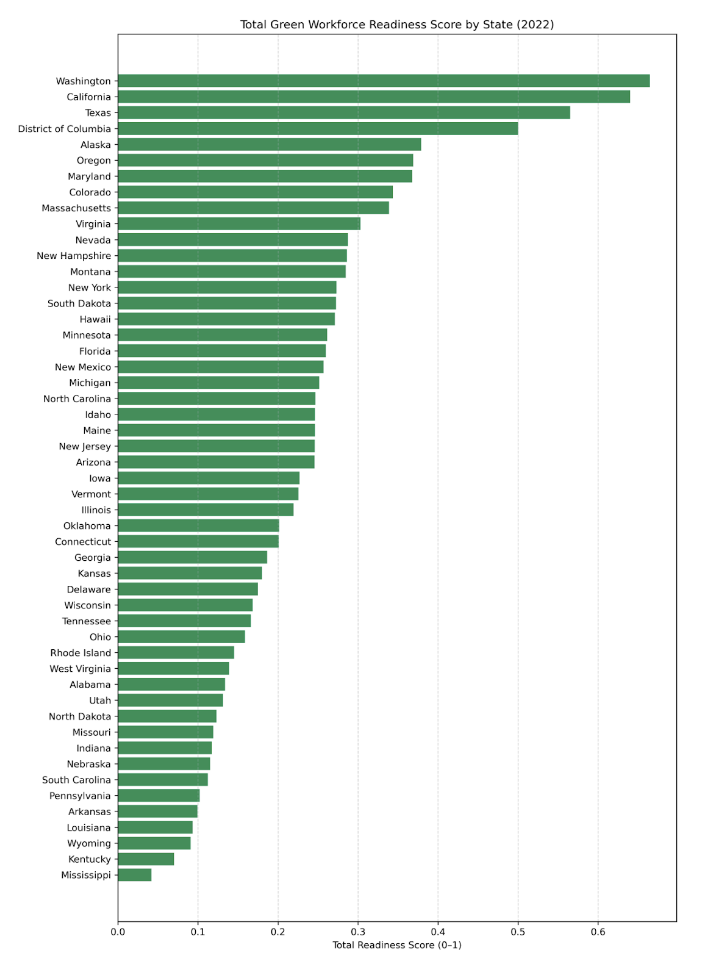 Total Green Workforce Readiness Score by State (2022)
Washington
California
Texas
District of Columbia
Alaska
Oregon
Maryland
Colorado
Massachusetts
Virginia
Nevada
New Hampshire
Montana
New York
South Dakota
Hawaii
Minnesota
Florida
New Mexico
Michigan
North Carolina
Idaho
Maine
New Jersey
Arizona
Iowa
Vermont
Illinois
Oklahoma
Connecticut
Georgia
Kansas
Delaware
Wisconsin
Tennessee
Ohio
Rhode Island
West Virginia
Alabama
Utah
North Dakota
Missouri
Indiana
Nebraska
South Carolina
Pennsylvania
Arkansas
Louisiana
Wyoming
Kentucky
Mississippi
0.0 0.1 0.2 0.3 0.4 0.5 0.6
Total Readiness Score (0–1)